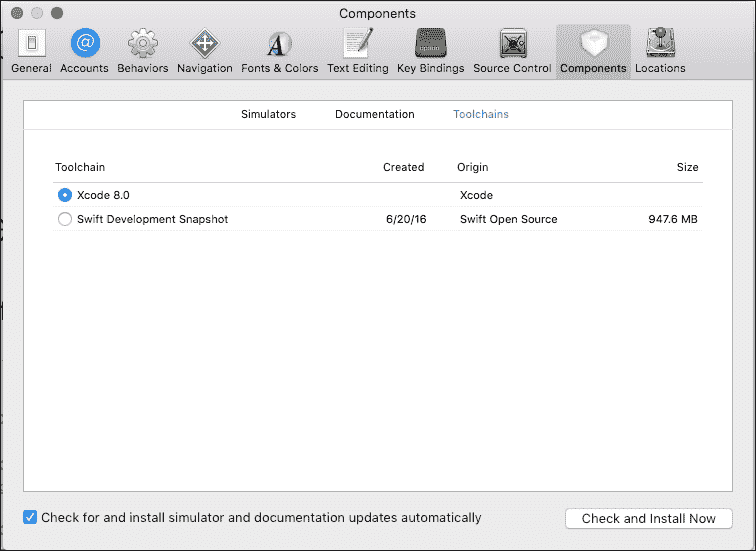 Components
General Accounts Behaviors Navigation Fonts & Colors Text Editing Key Bindings Source Control Components Locations
Simulators Documentation Toolchains
Toolchain Created Origin Size
Xcode 8.0 Xcode
Swift Development Snapshot 6/20/16 Swift Open Source 947.6 MB
Check for and install simulator and documentation updates automatically
Check and Install Now